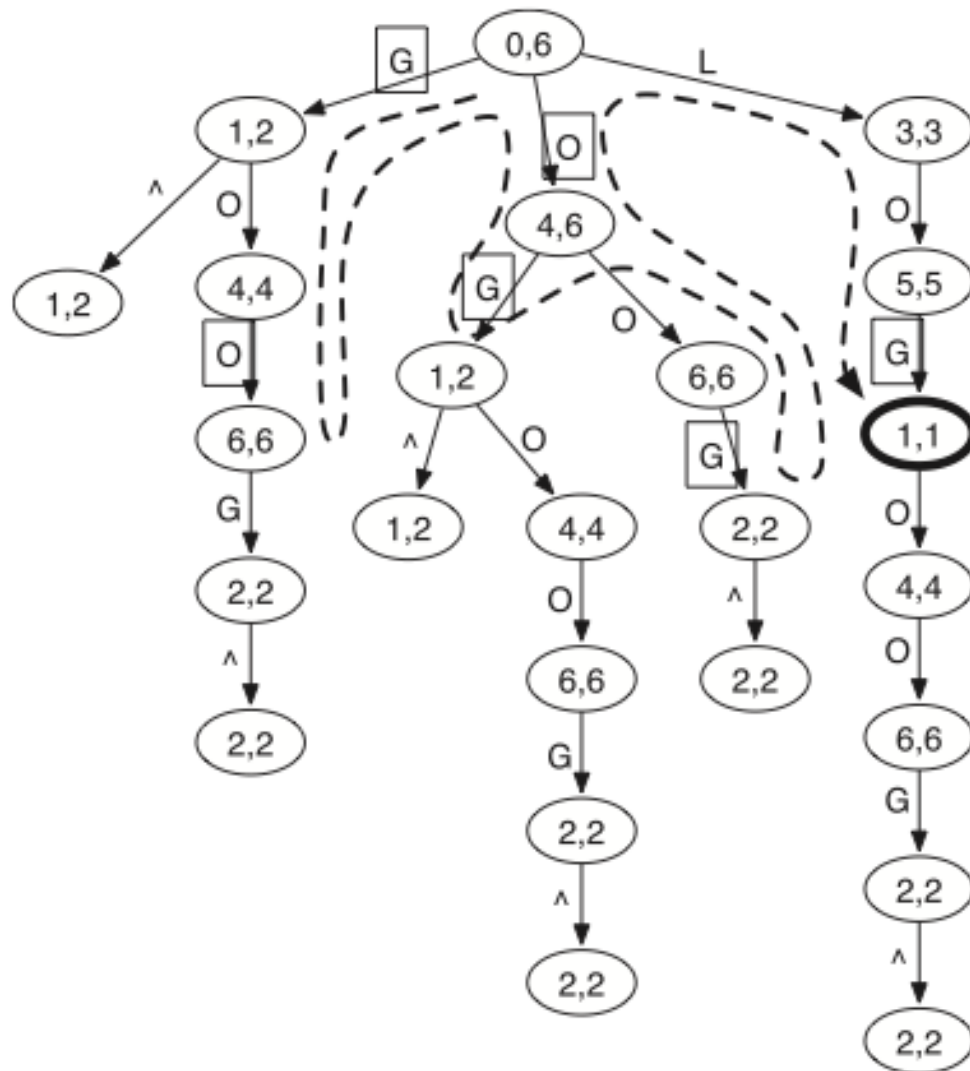 G 0,6 L
1,2 3,3
^ O O O
4,6
1,2 4,4 G 5,5
O O G
1,2 6,6
6,6 ^ O G 1,1
G 1,2 4,4 2,2 O
2,2 O ^ 4,4
^ 6,6 2,2 O
2,2 G 6,6
2,2 G
^ 2,2
2,2 ^
2,2